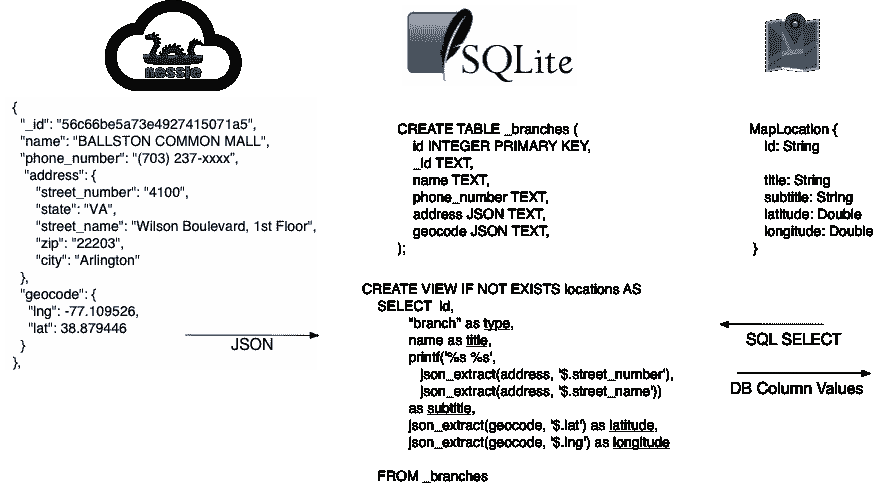 nessie
{
"_id": "56c66be5a73e4927415071a5",
"name": "BALLSTON COMMON MALL",
"phone_number": "(703) 237-xxxx",
"address": {
"street_number": "4100",
"state": "VA",
"street_name": "Wilson Boulevard, 1st Floor",
"zip": "22203",
"city": "Arlington"
},
"geocode": {
"lng": -77.109526,
"lat": 38.879446
}
},
JSON
SQLite
CREATE TABLE _branches (
id INTEGER PRIMARY KEY,
_id TEXT,
name TEXT,
phone_number TEXT,
address JSON TEXT,
geocode JSON TEXT,
);
CREATE VIEW IF NOT EXISTS locations AS
SELECT id,
"branch" as type,
name as title,
printf('%s %s',
json_extract(address, '$.street_number'),
json_extract(address, '$.street_name'))
as subtitle,
json_extract(geocode, '$.lat') as latitude,
json_extract(geocode, '$.lng') as longitude
FROM _branches
MapLocation {
id: String
title: String
subtitle: String
latitude: Double
longitude: Double
}
SQL SELECT
DB Column Values